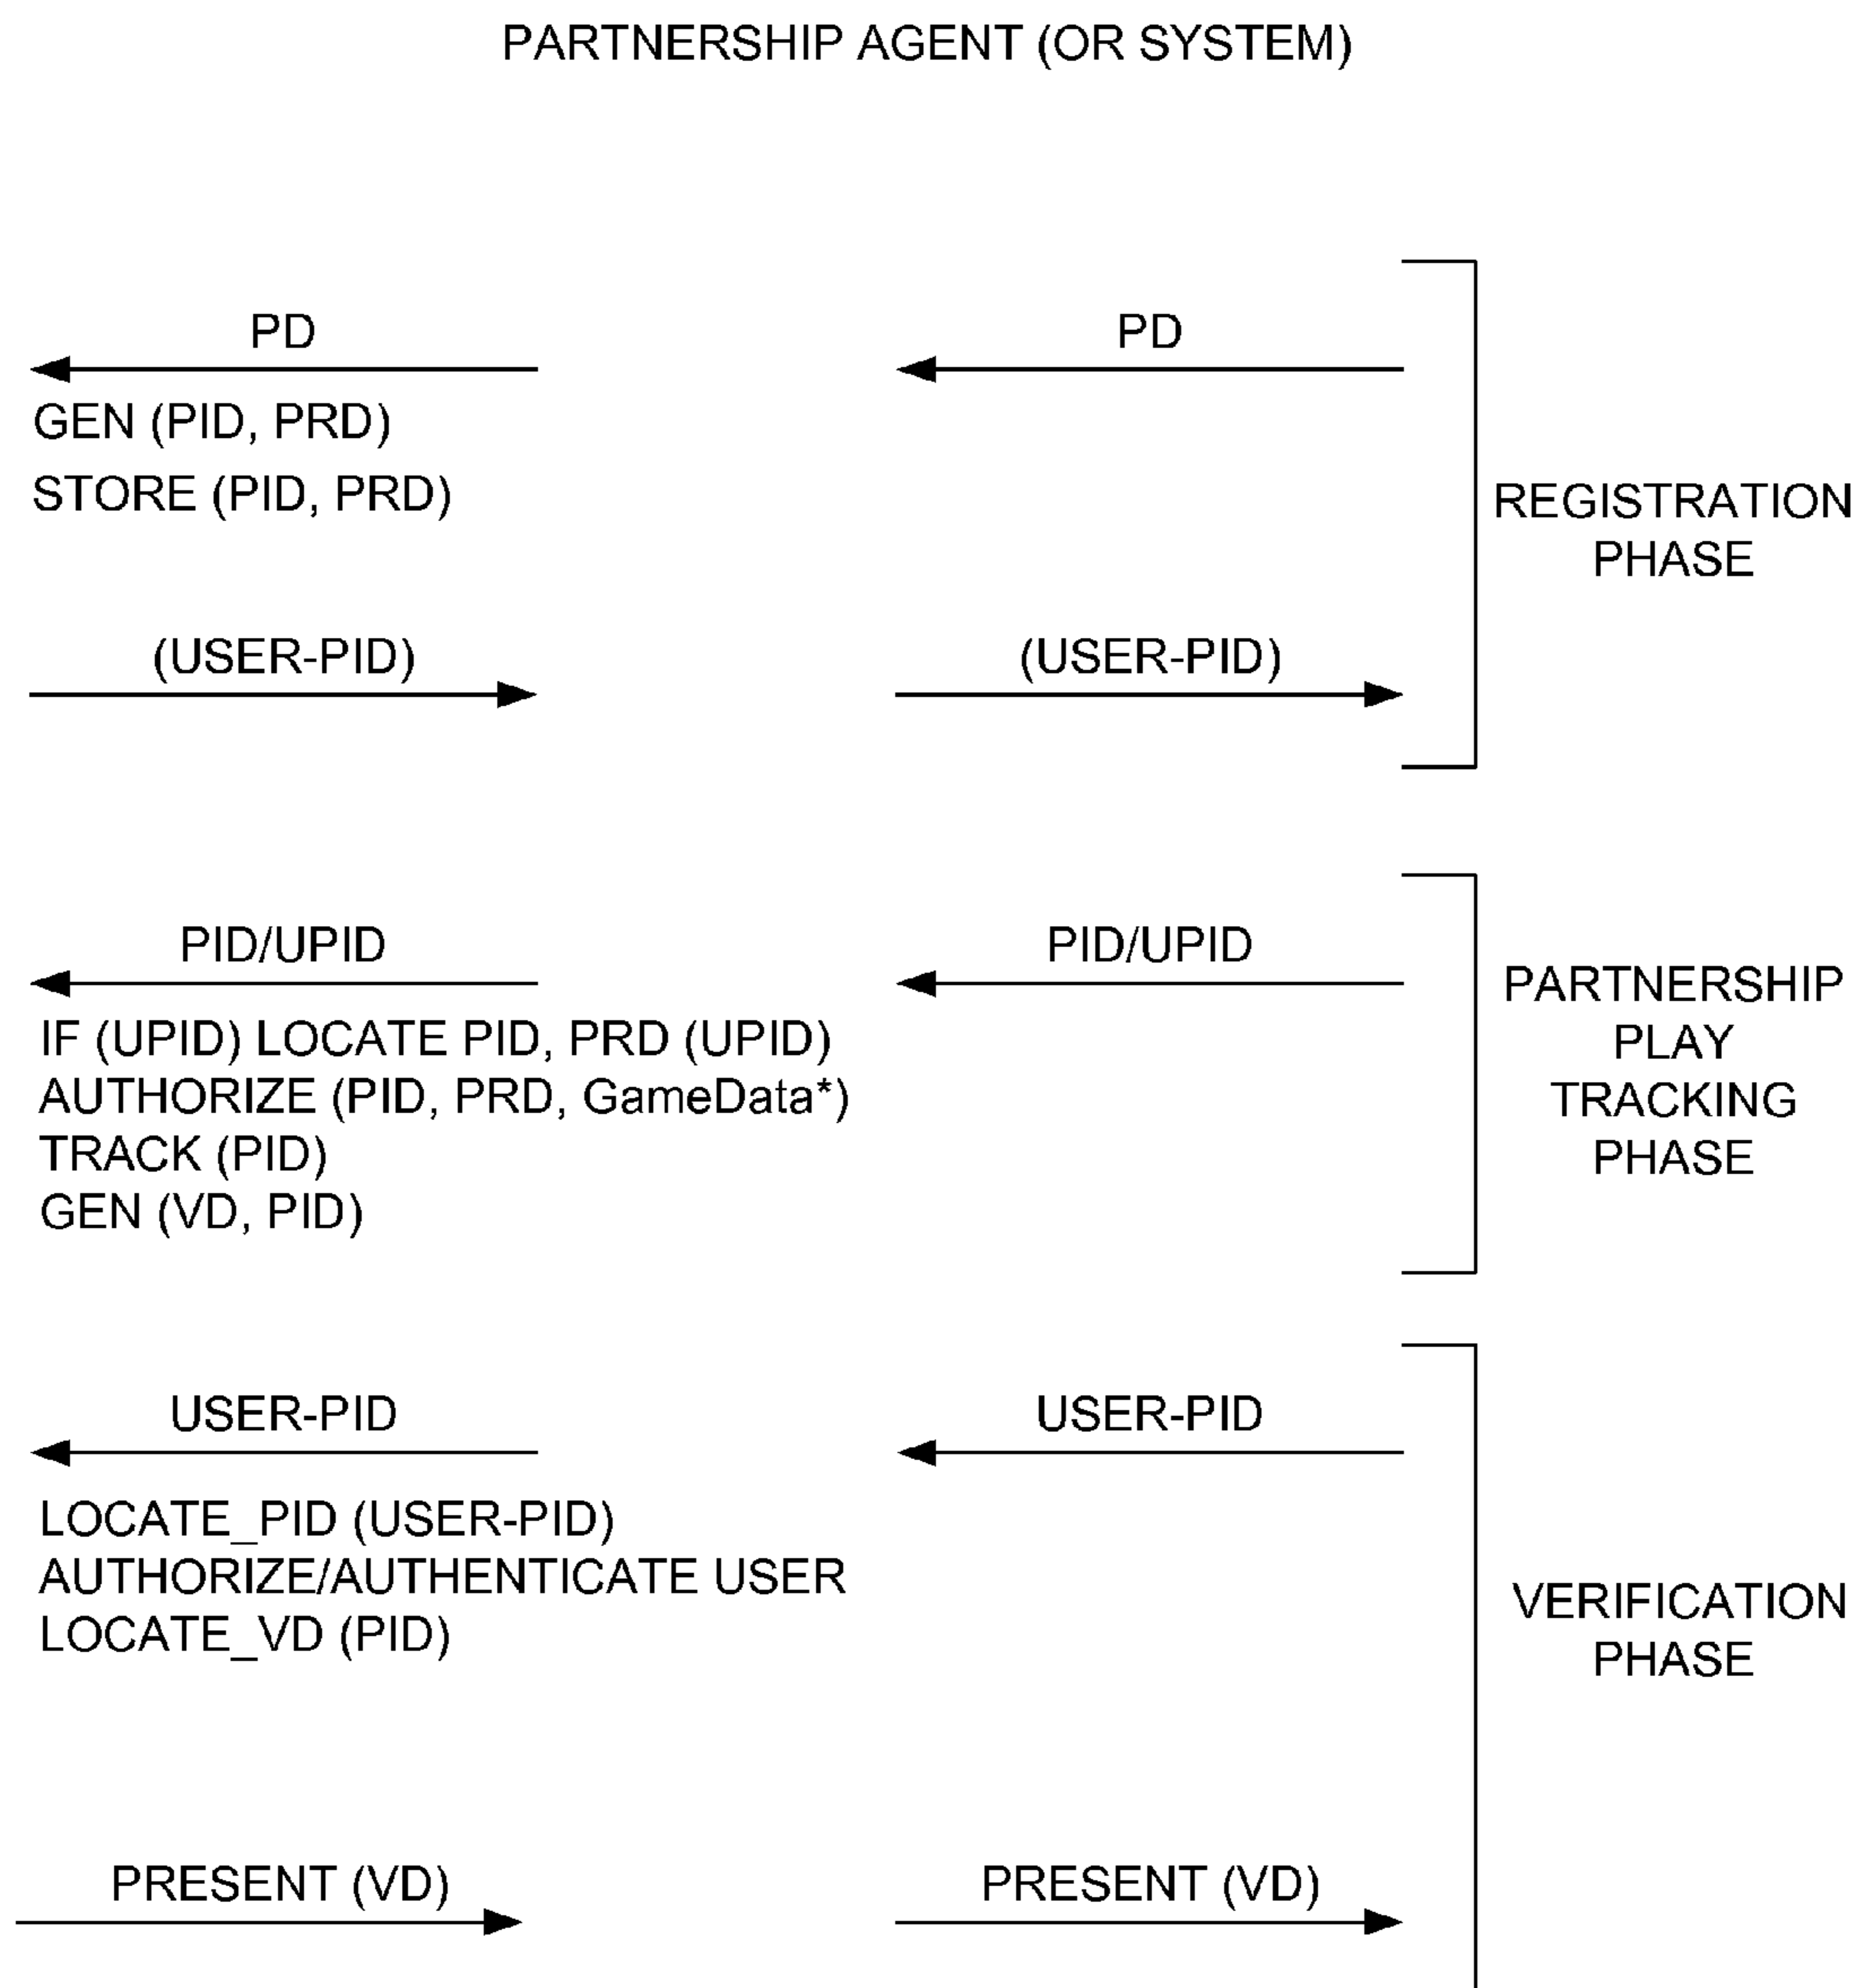 PARTNERSHIP AGENT (OR SYSTEM)
PD
PD
GEN (PID, PRD)
STORE (PID, PRD)
REGISTRATION
PHASE
(USER-PID)
(USER-PID)
PID/UPID
PID/UPID
IF (UPID) LOCATE PID, PRD (UPID)
AUTHORIZE (PID, PRD, GameData*)
TRACK (PID)
GEN (VD, PID)
PARTNERSHIP
PLAY
TRACKING
PHASE
USER-PID
USER-PID
LOCATE_PID (USER-PID)
AUTHORIZE/AUTHENTICATE USER
LOCATE_VD (PID)
VERIFICATION
PHASE
PRESENT (VD)
PRESENT (VD)